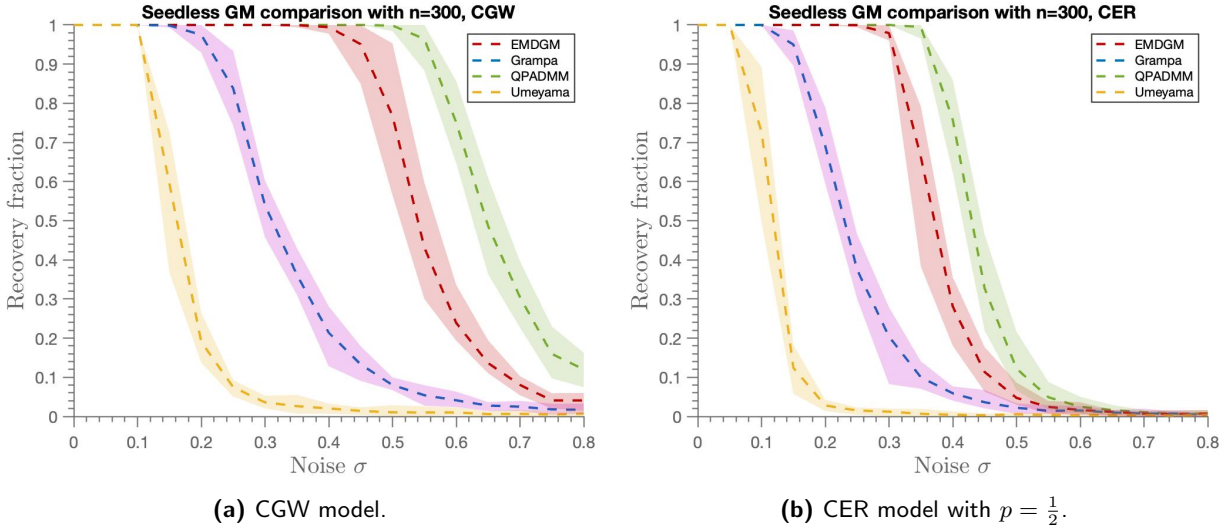 Seedless GM comparison with n=300, CGW
1
0.9
0.8
0.7
0.6
0.5
0.4
0.3
0.2
0.1
0
Recovery fraction
EMDGM
Grampa
QPADMM
Umeyama
0 0.1 0.2 0.3 0.4 0.5 0.6 0.7 0.8
Noise σ
(a) CGW model.
Seedless GM comparison with n=300, CER
1
0.9
0.8
0.7
0.6
0.5
0.4
0.3
0.2
0.1
0
Recovery fraction
EMDGM
Grampa
QPADMM
Umeyama
0 0.1 0.2 0.3 0.4 0.5 0.6 0.7 0.8
Noise σ
(b) CER model with p = 1/2.